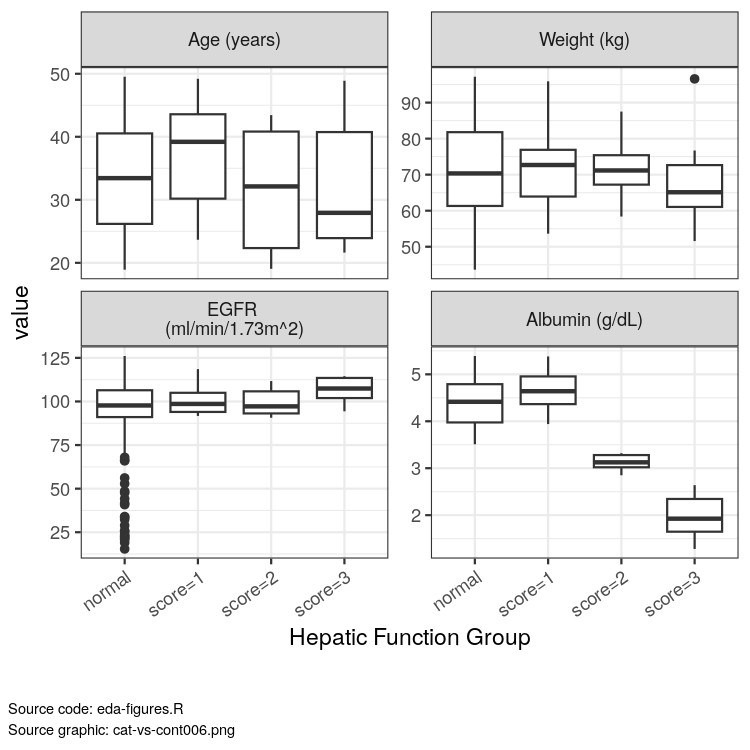 Age (years)
Weight (kg)
50
40
30
20
90
80
70
60
50
value
EGFR
(ml/min/1.73m^2)
Albumin (g/dL)
125
100
75
50
25
5
4
3
2
normal
score=1
score=2
score=3
normal
score=1
score=2
score=3
Hepatic Function Group
Source code: eda-figures.R
Source graphic: cat-vs-cont006.png